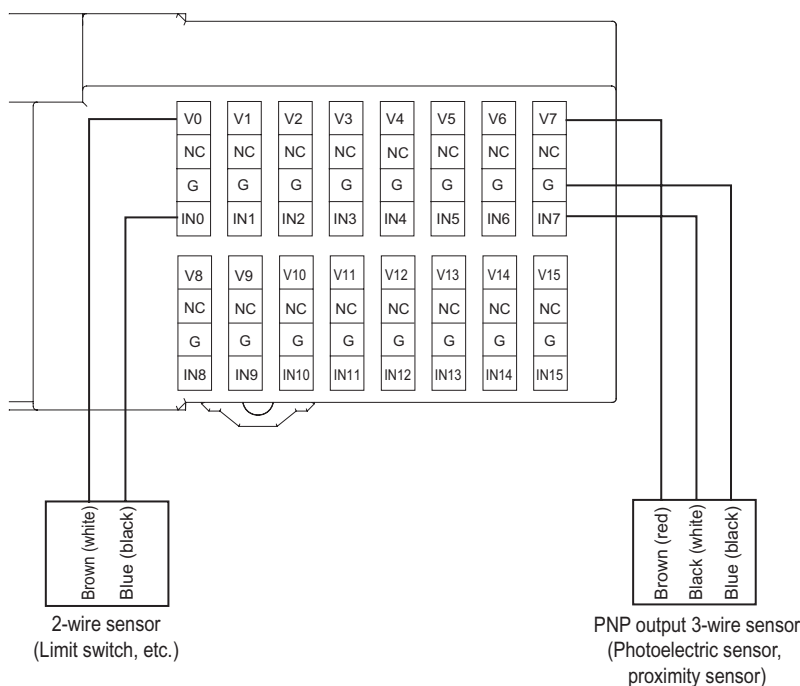 V0 V1 V2 V3 V4 V5 V6 V7
NC NC NC NC NC NC NC NC
G G G G G G G G
IN0 IN1 IN2 IN3 IN4 IN5 IN6 IN7
V8 V9 V10 V11 V12 V13 V14 V15
NC NC NC NC NC NC NC NC
G G G G G G G G
IN8 IN9 IN10 IN11 IN12 IN13 IN14 IN15
Brown (white)
Blue (black)
2-wire sensor
(Limit switch, etc.)
Brown (red)
Black (white)
Blue (black)
PNP output 3-wire sensor
(Photoelectric sensor,
proximity sensor)